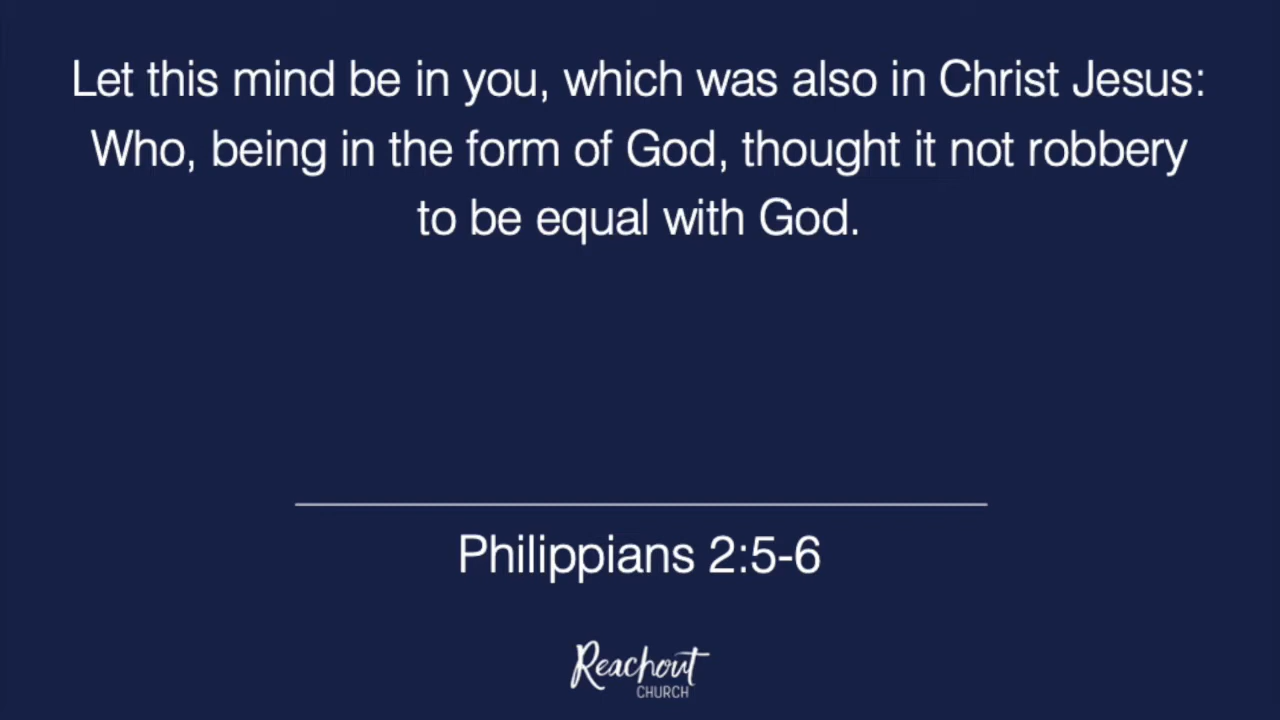 Let this mind be in you, which was also in Christ Jesus:
Who, being in the form of God, thought it not robbery
to be equal with God.
Philippians 2:5-6
Reachout
CHURCH